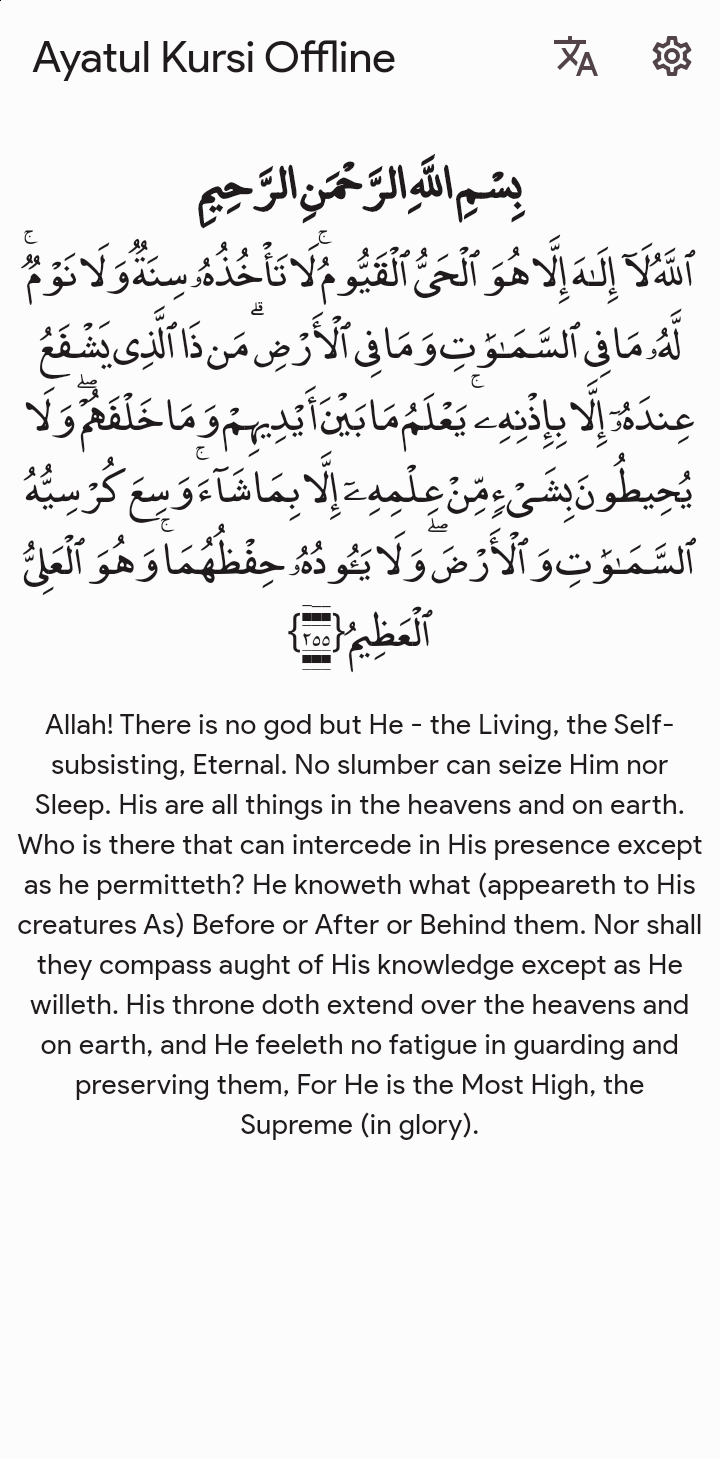 Ayatul Kursi Offline
بِسْمِ اللَّهِ الرَّحْمَنِ الرَّحِيمِ
ٱللَّهُ لَآ إِلَـٰهَ إِلَّا هُوَ ٱلْحَىُّ ٱلْقَيُّومُ ۚ لَا تَأْخُذُهُۥ سِنَةٌ وَلَا نَوْمٌ ۚ
لَّهُۥ مَا فِى ٱلسَّمَـٰوَٰتِ وَمَا فِى ٱلْأَرْضِ ۗ مَن ذَا ٱلَّذِى يَشْفَعُ
عِندَهُۥٓ إِلَّا بِإِذْنِهِۦ ۚ يَعْلَمُ مَا بَيْنَ أَيْدِيهِمْ وَمَا خَلْفَهُمْ ۖ وَلَا
يُحِيطُونَ بِشَىْءٍ مِّنْ عِلْمِهِۦٓ إِلَّا بِمَا شَآءَ ۚ وَسِعَ كُرْسِيُّهُ
ٱلسَّمَـٰوَٰتِ وَٱلْأَرْضَ ۖ وَلَا يَـُٔودُهُۥ حِفْظُهُمَا ۚ وَهُوَ ٱلْعَلِىُّ
ٱلْعَظِيمُ {٢٥٥}
Allah! There is no god but He - the Living, the Self-
subsisting, Eternal. No slumber can seize Him nor
Sleep. His are all things in the heavens and on earth.
Who is there that can intercede in His presence except
as he permitteth? He knoweth what (appeareth to His
creatures As) Before or After or Behind them. Nor shall
they compass aught of His knowledge except as He
willeth. His throne doth extend over the heavens and
on earth, and He feeleth no fatigue in guarding and
preserving them, For He is the Most High, the
Supreme (in glory).